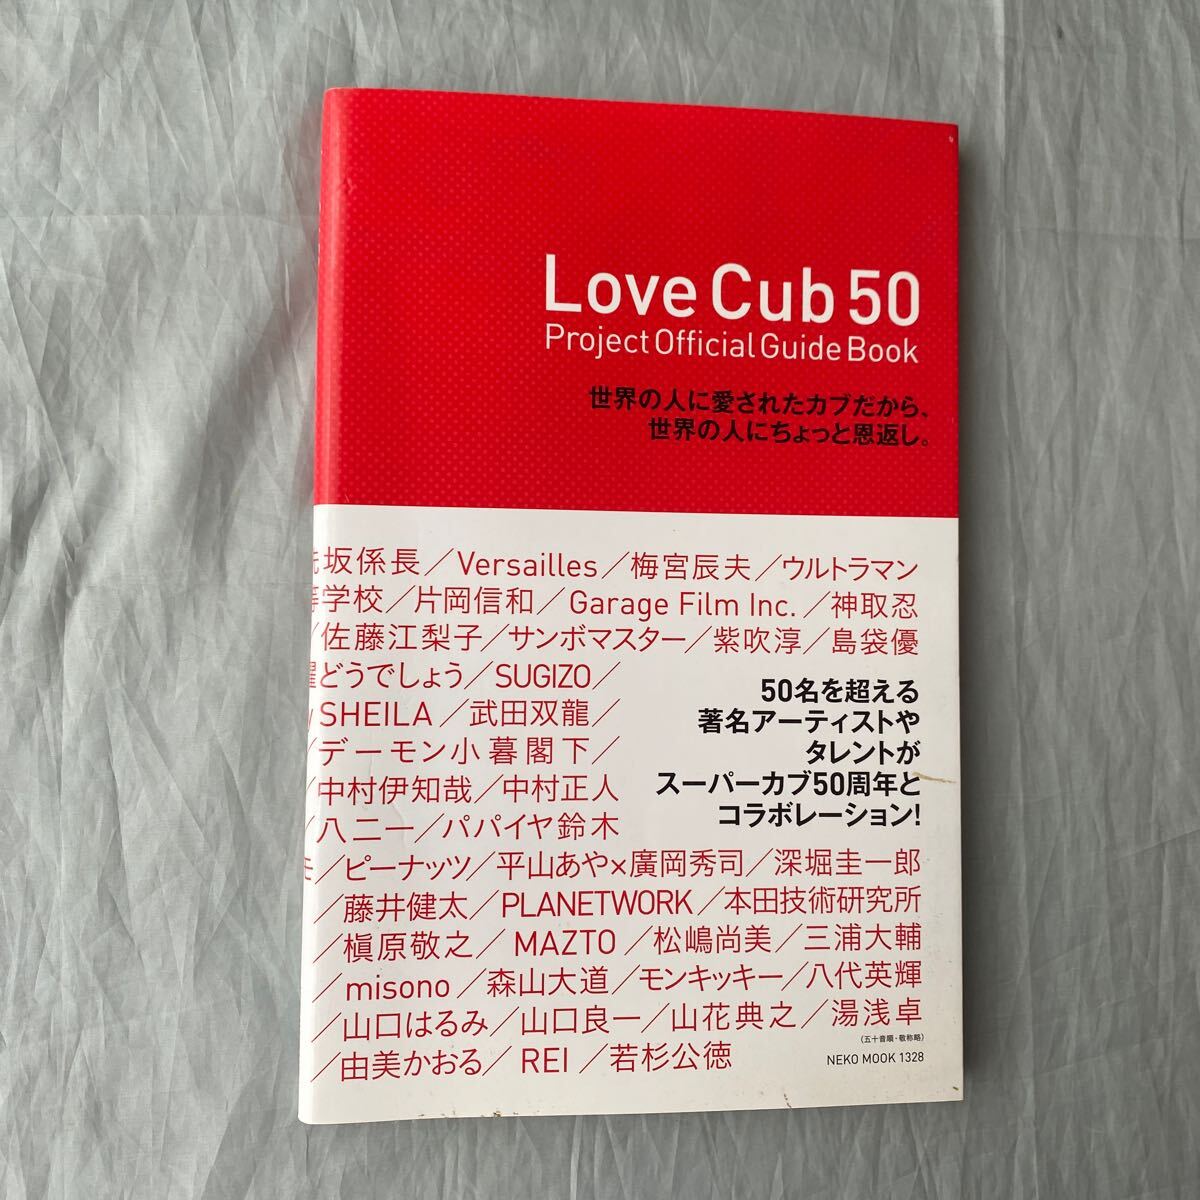 Love Cub 50
Project Official Guide Book
世界の人に愛されたカブだから、
世界の人にちょっと恩返し。
坂係長／Versailles／梅宮辰夫／ウルトラマン
学校／片岡信和／Garage Film Inc.／神取忍
／佐藤江梨子／サンボマスター／紫吹淳／島袋優
曜どうでしょう／SUGIZO／
SHEILA／武田双龍／
／デーモン小暮閣下／
／中村伊知哉／中村正人
／八二一／パパイヤ鈴木
50名を超える
著名アーティストや
タレントが
スーパーカブ50周年と
コラボレーション!
／ピーナッツ／平山あや×廣岡秀司／深堀圭一郎
／藤井健太／PLANETWORK／本田技術研究所
／槇原敬之／MAZTO／松嶋尚美／三浦大輔
／misono／森山大道／モンキッキー／八代英輝
／山口はるみ／山口良一／山花典之／湯浅卓
／由美かおる／REI／若杉公徳
(五十音順・敬称略)
NEKO MOOK 1328